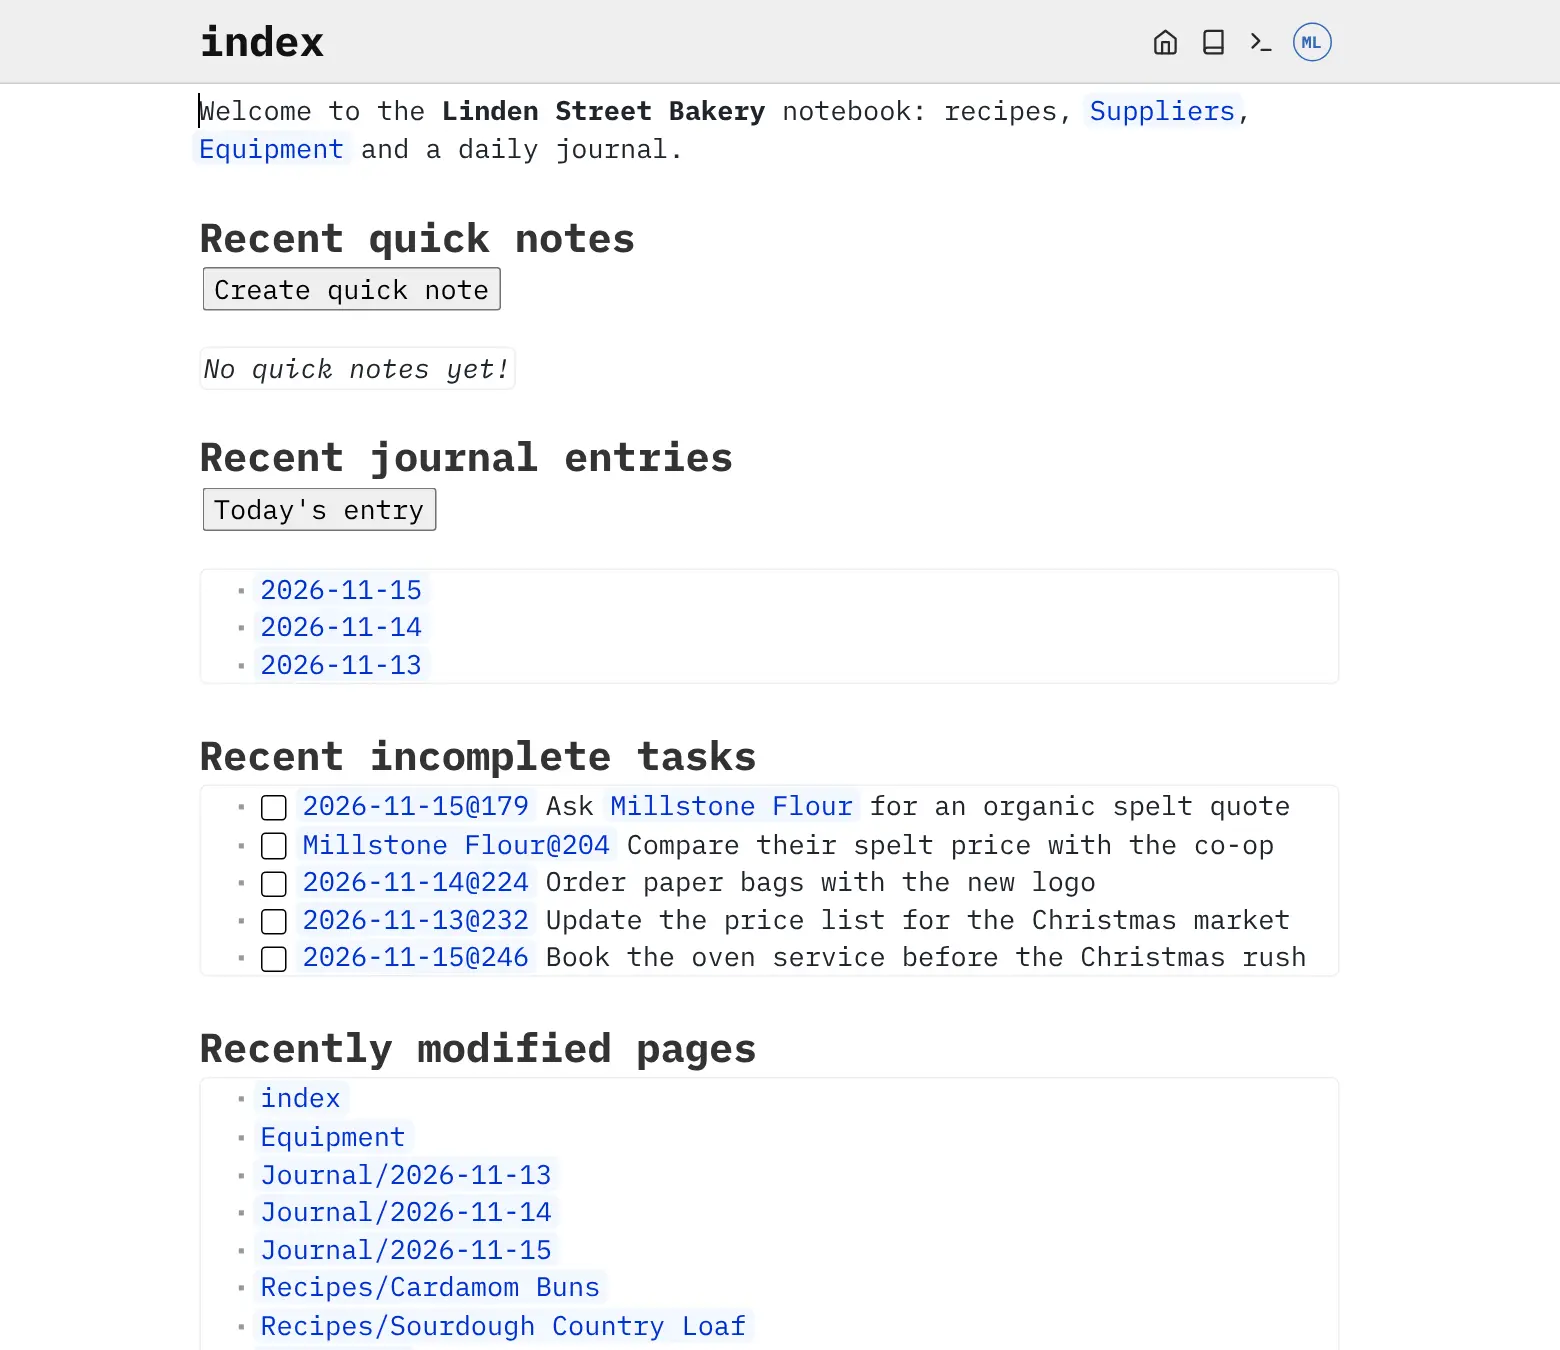 index
ML
Welcome to the Linden Street Bakery notebook: recipes, Suppliers,
Equipment and a daily journal.
Recent quick notes
Create quick note
No quick notes yet!
Recent journal entries
Today's entry
2026-11-15
2026-11-14
2026-11-13
Recent incomplete tasks
2026-11-15@179 Ask Millstone Flour for an organic spelt quote
Millstone Flour@204 Compare their spelt price with the co-op
2026-11-14@224 Order paper bags with the new logo
2026-11-13@232 Update the price list for the Christmas market
2026-11-15@246 Book the oven service before the Christmas rush
Recently modified pages
index
Equipment
Journal/2026-11-13
Journal/2026-11-14
Journal/2026-11-15
Recipes/Cardamom Buns
Recipes/Sourdough Country Loaf